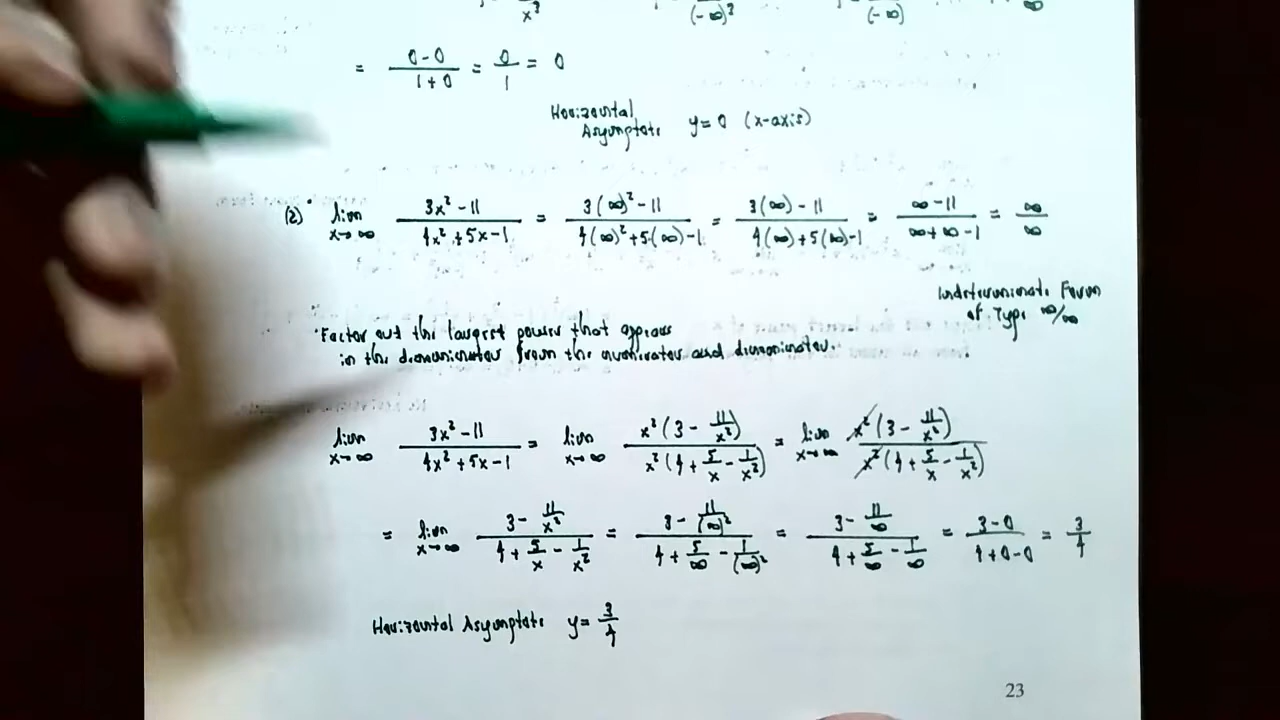 x³ (-∞)² (-∞) ∞
= (0-0)/(1+0) = 0/1 = 0
Horizontal
Asymptote y=0 (x-axis)
(2) lim x→∞ (3x²-11)/(4x²+5x-1) = (3(∞)²-11)/(4(∞)²+5(∞)-1) = (3(∞)-11)/(4(∞)+5(∞)-1) = (∞-11)/(∞+∞-1) = ∞/∞
Indeterminate Form
of Type ∞/∞
Factor out the largest power that appears
in the denominator from the numerator and denominator.
lim x→∞ (3x²-11)/(4x²+5x-1) = lim x→∞ x²(3-11/x²)/x²(4+5/x-1/x²) = lim x→∞ x²(3-11/x²)/x²(4+5/x-1/x²)
= lim x→∞ (3-11/x²)/(4+5/x-1/x²) = (3-11/(∞)²)/(4+5/∞-1/(∞)²) = (3-11/∞)/(4+5/∞-1/∞) = (3-0)/(4+0-0) = 3/4
Horizontal Asymptote y=3/4
23